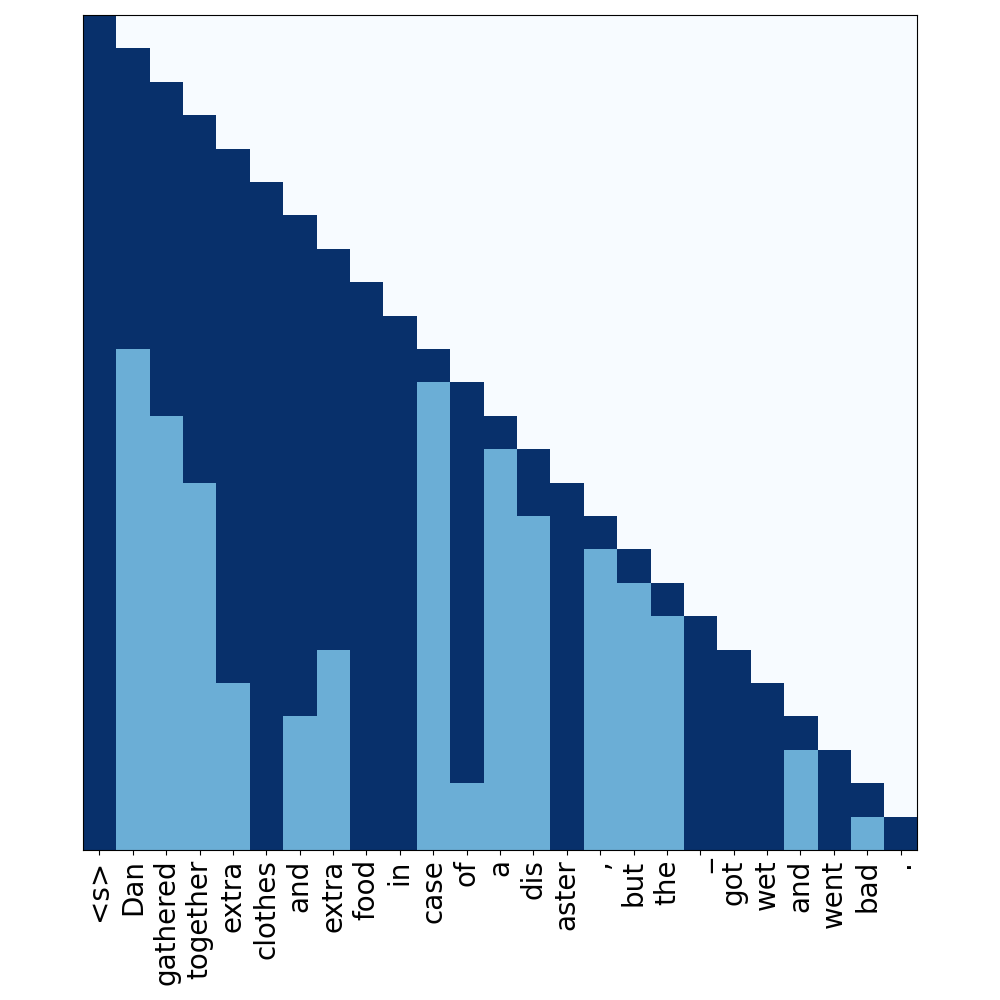 <s>
Dan
gathered
together
extra
clothes
and
extra
food
in
case
of
a
dis
aster
,
but
the
_
got
wet
and
went
bad
.